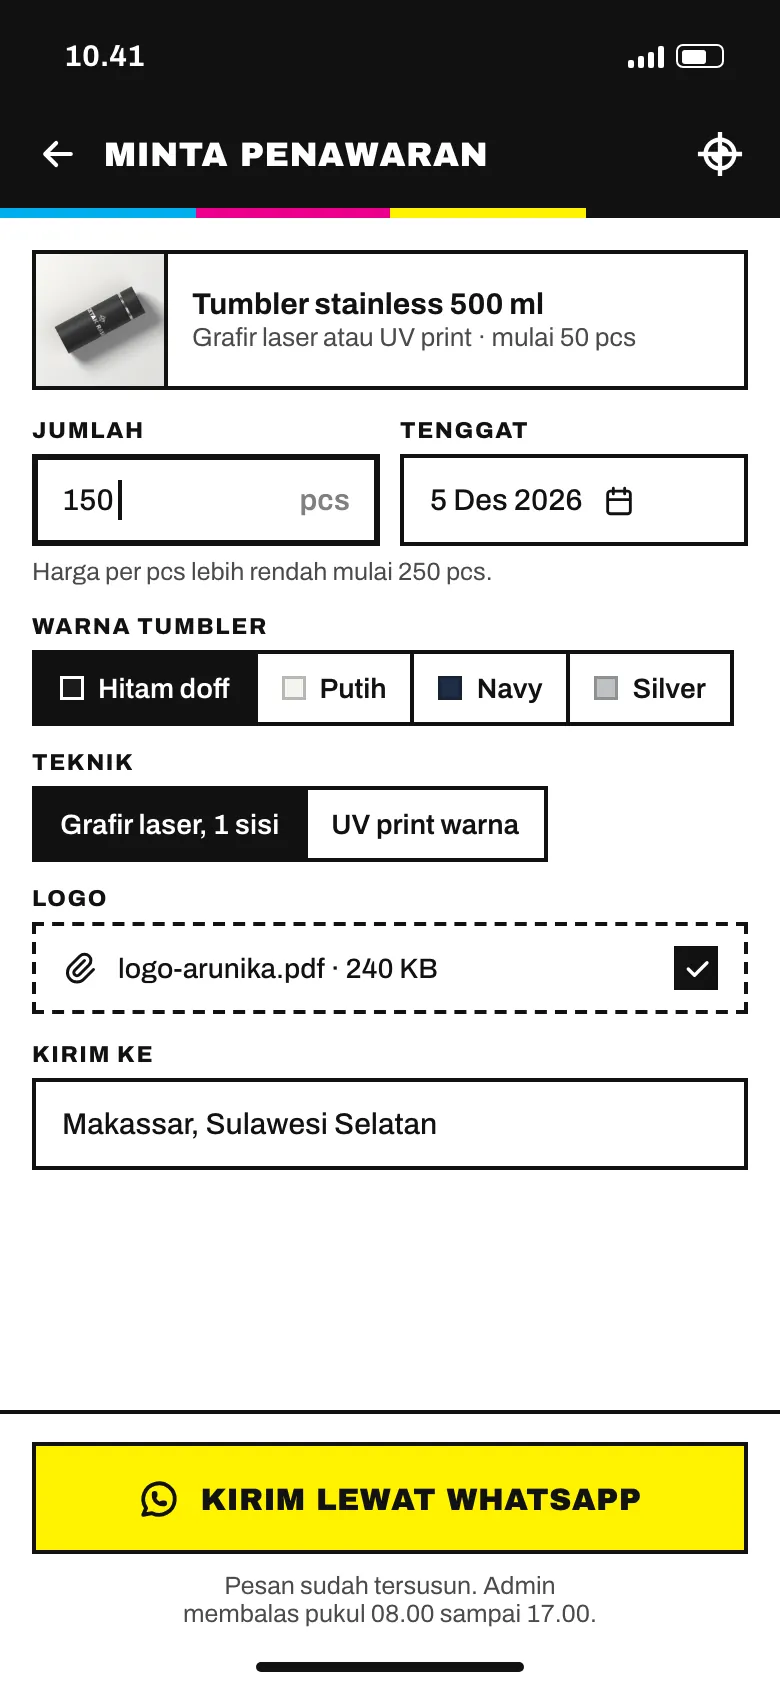 10.41
MINTA PENAWARAN
Tumbler stainless 500 ml
Grafir laser atau UV print · mulai 50 pcs
JUMLAH
TENGGAT
150 pcs
5 Des 2026
Harga per pcs lebih rendah mulai 250 pcs.
WARNA TUMBLER
Hitam doff
Putih
Navy
Silver
TEKNIK
Grafir laser, 1 sisi
UV print warna
LOGO
logo-arunika.pdf · 240 KB
KIRIM KE
Makassar, Sulawesi Selatan
KIRIM LEWAT WHATSAPP
Pesan sudah tersusun. Admin
membalas pukul 08.00 sampai 17.00.